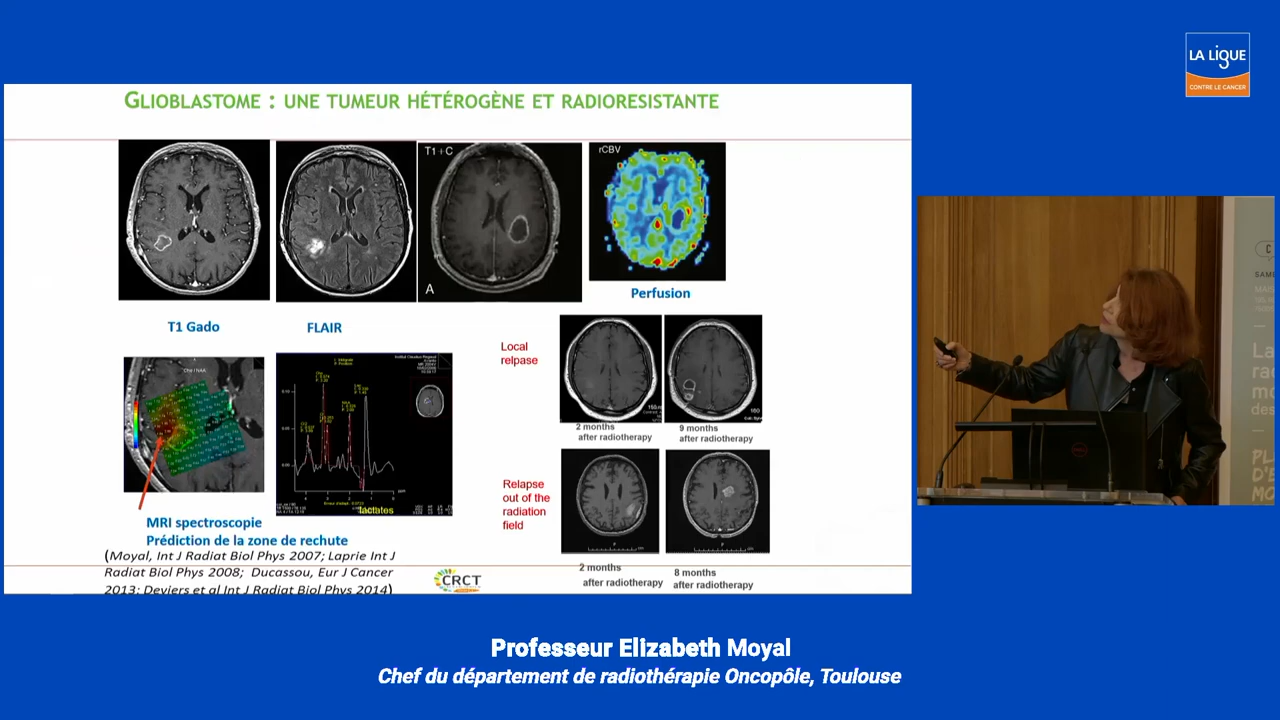 LA LIGUE
CONTRE LE CANCER
GLIOBLASTOME : UNE TUMEUR HÉTÉROGÈNE ET RADIORESISTANTE
T1+C
rCBV
A
Perfusion
T1 Gado
FLAIR
Local
relpase
2 months
after radiotherapy
9 months
after radiotherapy
Cho / NAA
lactates
Relapse
out of the
radiation
field
2 months
after radiotherapy
8 months
after radiotherapy
MRI spectroscopie
Prédiction de la zone de rechute
(Moyal, Int J Radiat Biol Phys 2007; Laprie Int J
Radiat Biol Phys 2008; Ducassou, Eur J Cancer
2013; Deviers et al Int J Radiat Biol Phys 2014)
CRCT
DELL
Professeur Elizabeth Moyal
Chef du département de radiothérapie Oncopôle, Toulouse